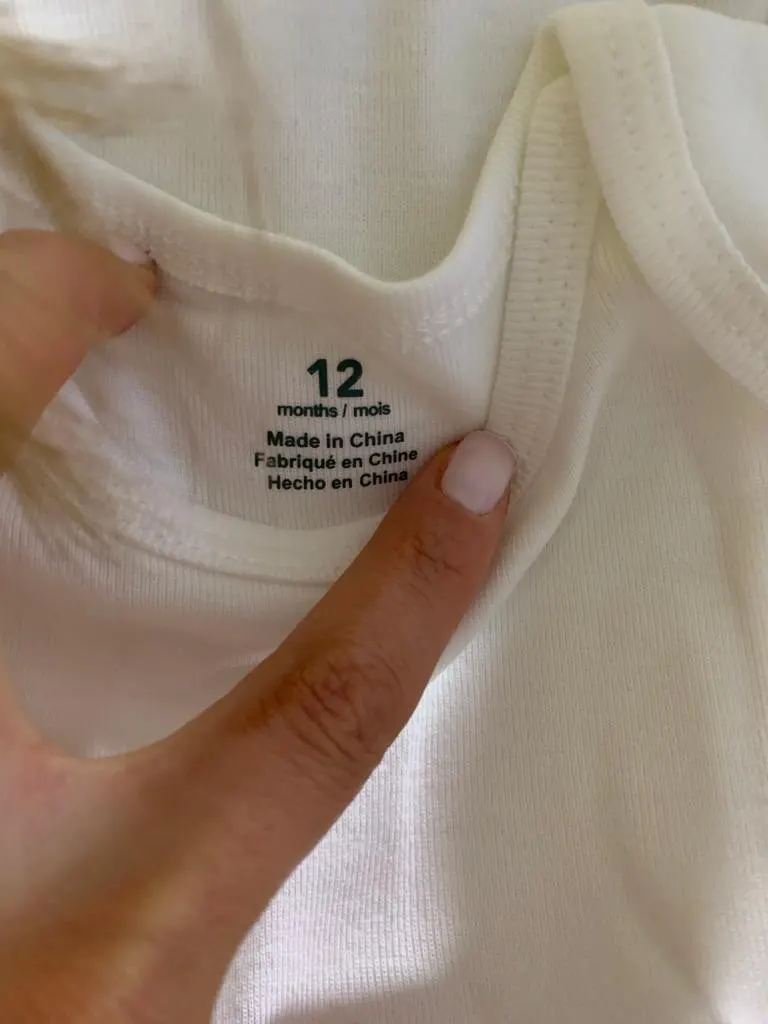 12
months / mois
Made in China
Fabriqué en Chine
Hecho en China